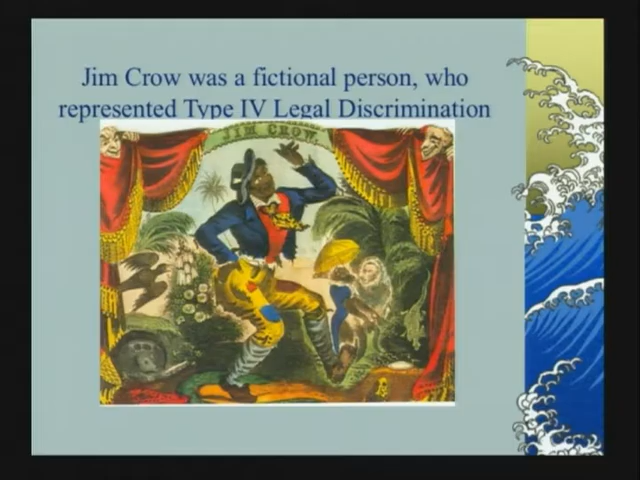 Jim Crow was a fictional person, who
represented Type IV Legal Discrimination
JIM CROW